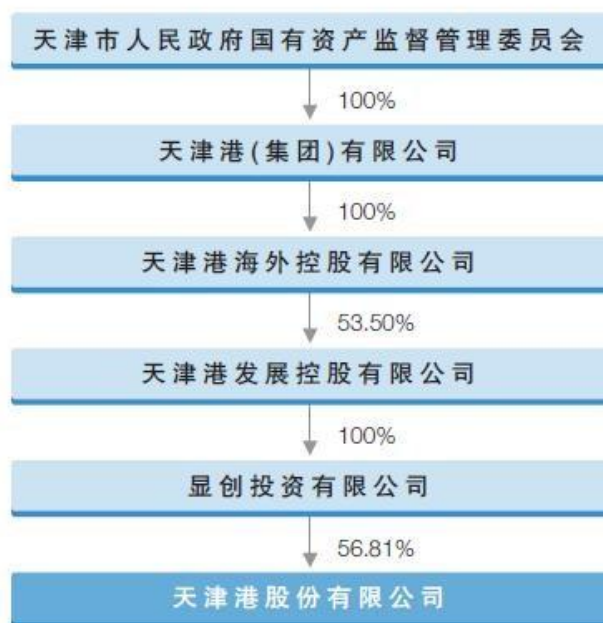 天津市人民政府国有资产监督管理委员会
100%
天津港(集团)有限公司
100%
天津港海外控股有限公司
53.50%
天津港发展控股有限公司
100%
显创投资有限公司
56.81%
天津港股份有限公司